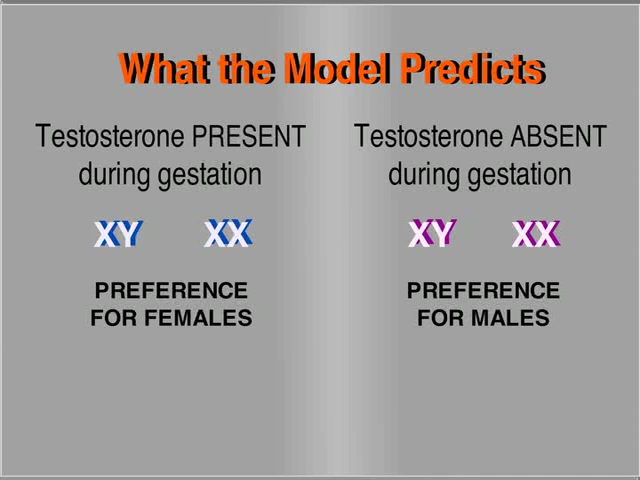 What the Model Predicts
Testosterone PRESENT
during gestation
XY XX
PREFERENCE
FOR FEMALES
Testosterone ABSENT
during gestation
XY XX
PREFERENCE
FOR MALES